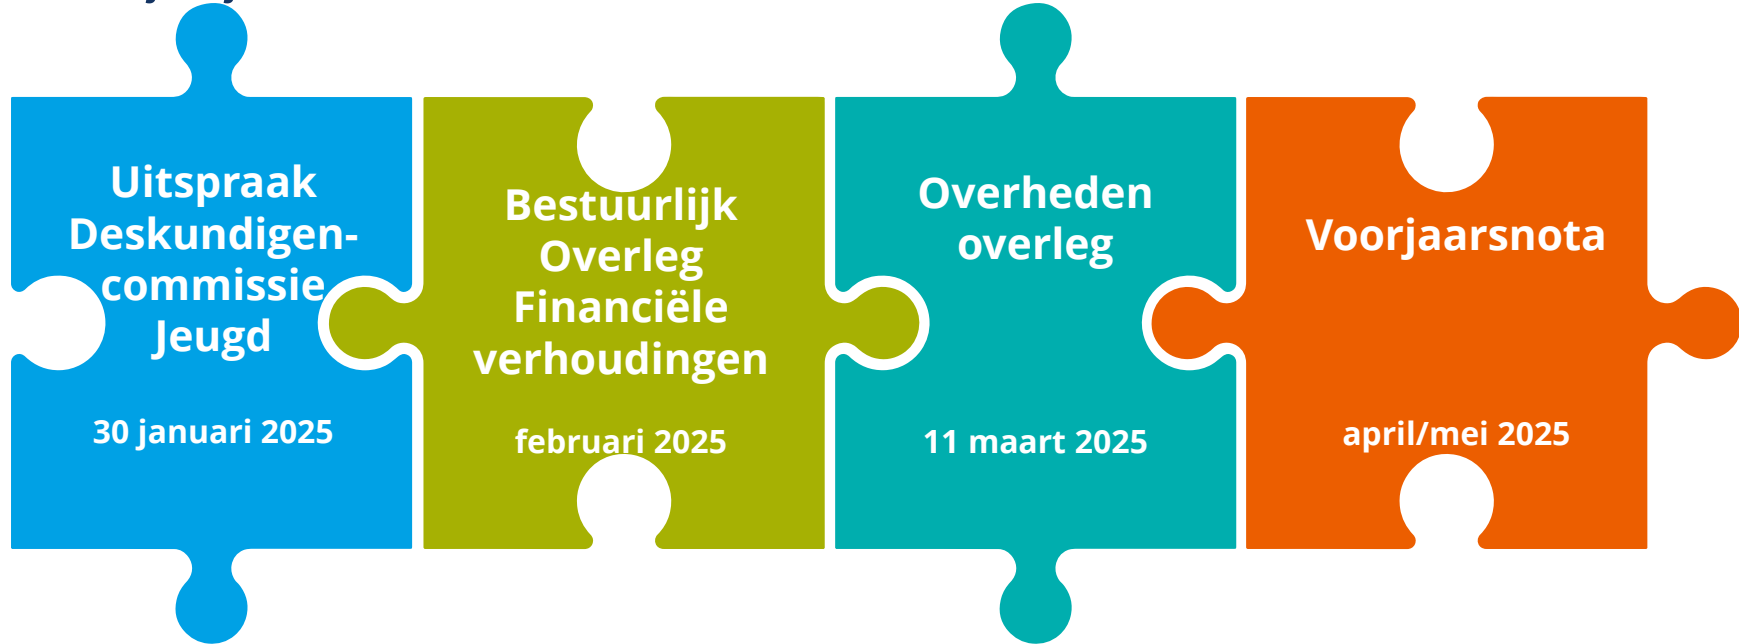 Uitspraak
Deskundigen-
commissie
Jeugd
30 januari 2025
Bestuurlijk
Overleg
Financiële
verhoudingen
februari 2025
Overheden
overleg
11 maart 2025
Voorjaarsnota
april/mei 2025